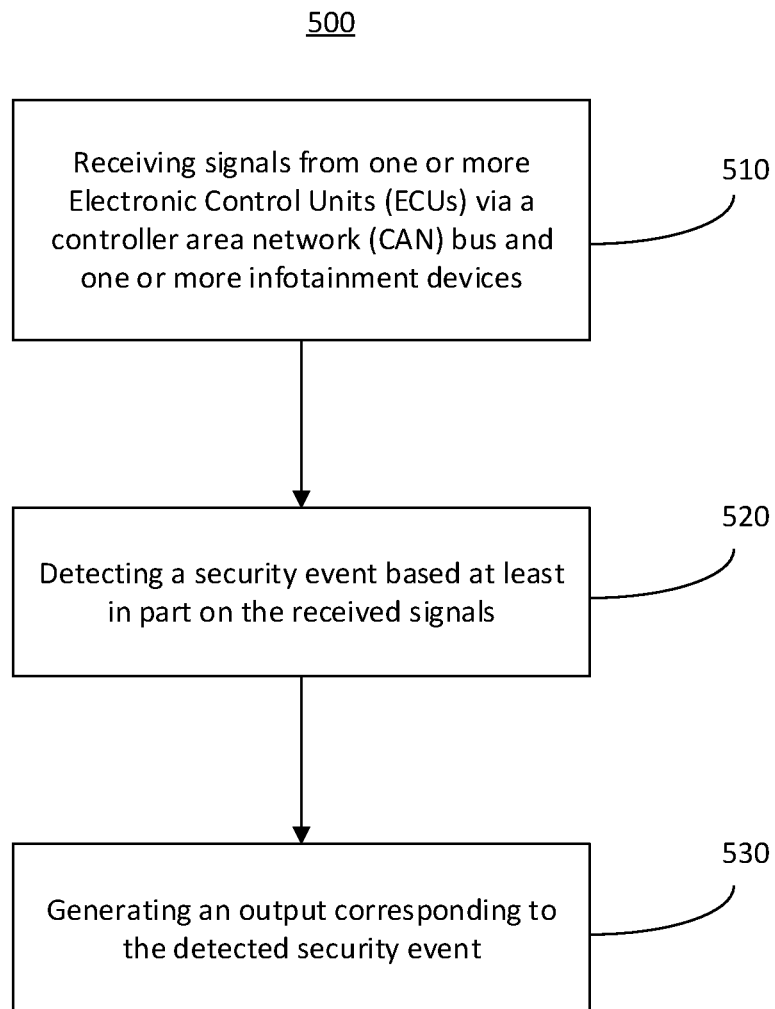 500
Receiving signals from one or more
Electronic Control Units (ECUs) via a
controller area network (CAN) bus and
one or more infotainment devices
510
Detecting a security event based at least
in part on the received signals
520
Generating an output corresponding to
the detected security event
530